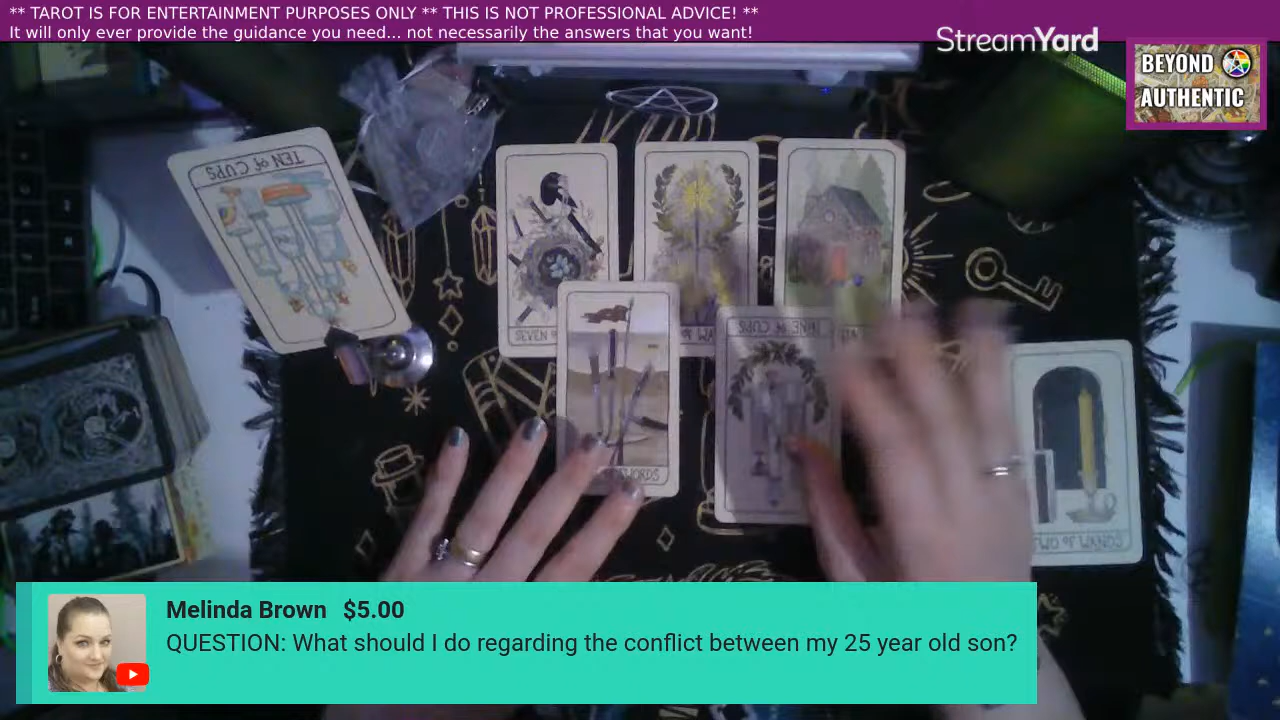 ** TAROT IS FOR ENTERTAINMENT PURPOSES ONLY ** THIS IS NOT PROFESSIONAL ADVICE! **
It will only ever provide the guidance you need... not necessarily the answers that you want!
StreamYard
BEYOND
AUTHENTIC
TEN of CUPS
SEVEN
NINE of CUPS
Melinda Brown $5.00
QUESTION: What should I do regarding the conflict between my 25 year old son?